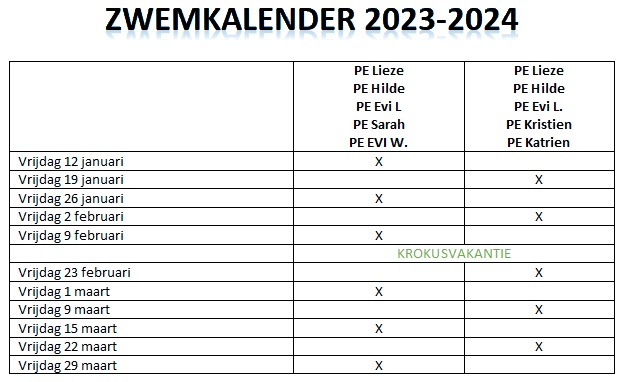 ZWEMKALENDER 2023-2024
PE Lieze PE Lieze
PE Hilde PE Hilde
PE Evi L PE Evi L.
PE Sarah PE Kristien
PE EVI W. PE Katrien
Vrijdag 12 januari X
Vrijdag 19 januari X
Vrijdag 26 januari X
Vrijdag 2 februari X
Vrijdag 9 februari X
KROKUSVAKANTIE
Vrijdag 23 februari X
Vrijdag 1 maart X
Vrijdag 9 maart X
Vrijdag 15 maart X
Vrijdag 22 maart X
Vrijdag 29 maart X